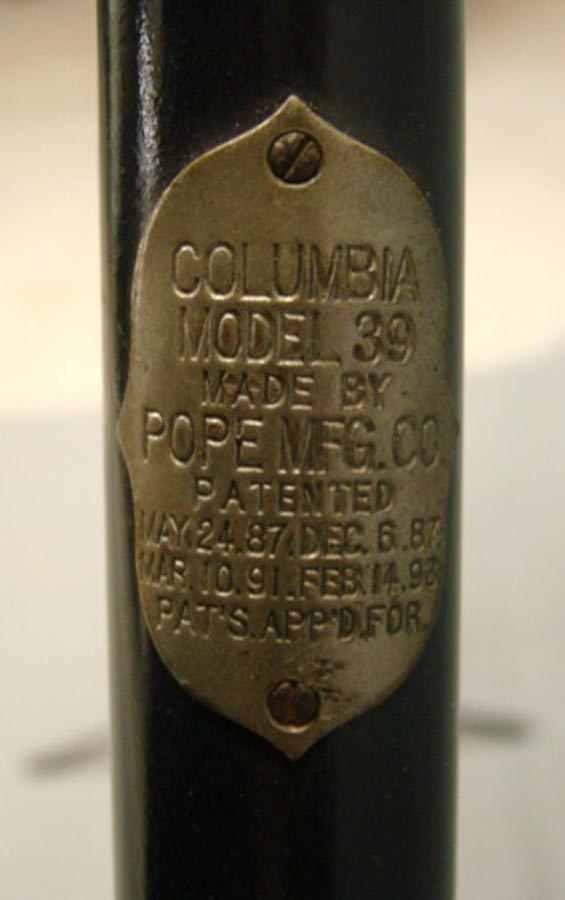 COLUMBIA
MODEL 39
MADE BY
POPE MFG. CO
PATENTED
MAY.24.87.DEC.6.87.
MAR.10.91.FEB.14.93
PAT'S.APP'D.FOR.